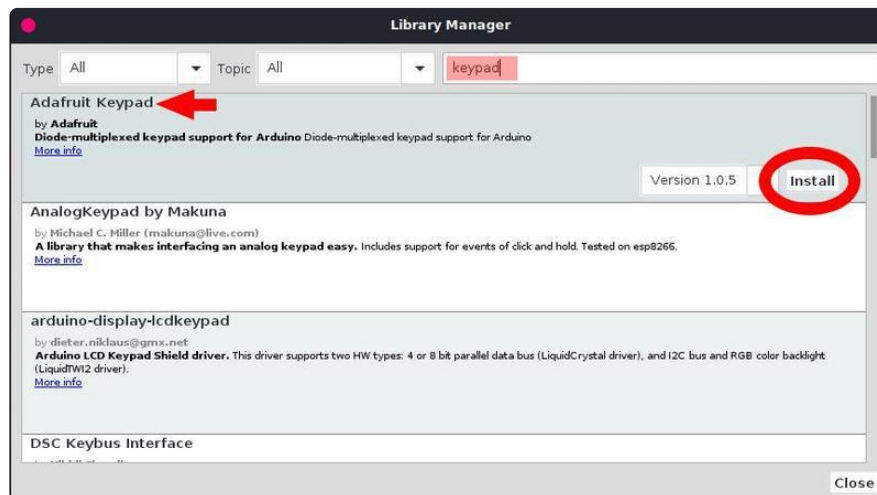 Library Manager
Type All Topic All keypad
Adafruit Keypad
by Adafruit
Diode-multiplexed keypad support for Arduino Diode-multiplexed keypad support for Arduino
More info
Version 1.0.5 Install
AnalogKeypad by Makuna
by Michael C. Miller (makuna@live.com)
A library that makes interfacing an analog keypad easy. Includes support for events of click and hold. Tested on esp8266.
More info
arduino-display-lcdkeypad
by dieter.niklaus@gmx.net
Arduino LCD Keypad Shield driver. This driver supports two HW types: 4 or 8 bit parallel data bus (LiquidCrystal driver), and I2C bus and RGB color backlight
(LiquidTWI2 driver).
More info
DSC Keybus Interface
Close